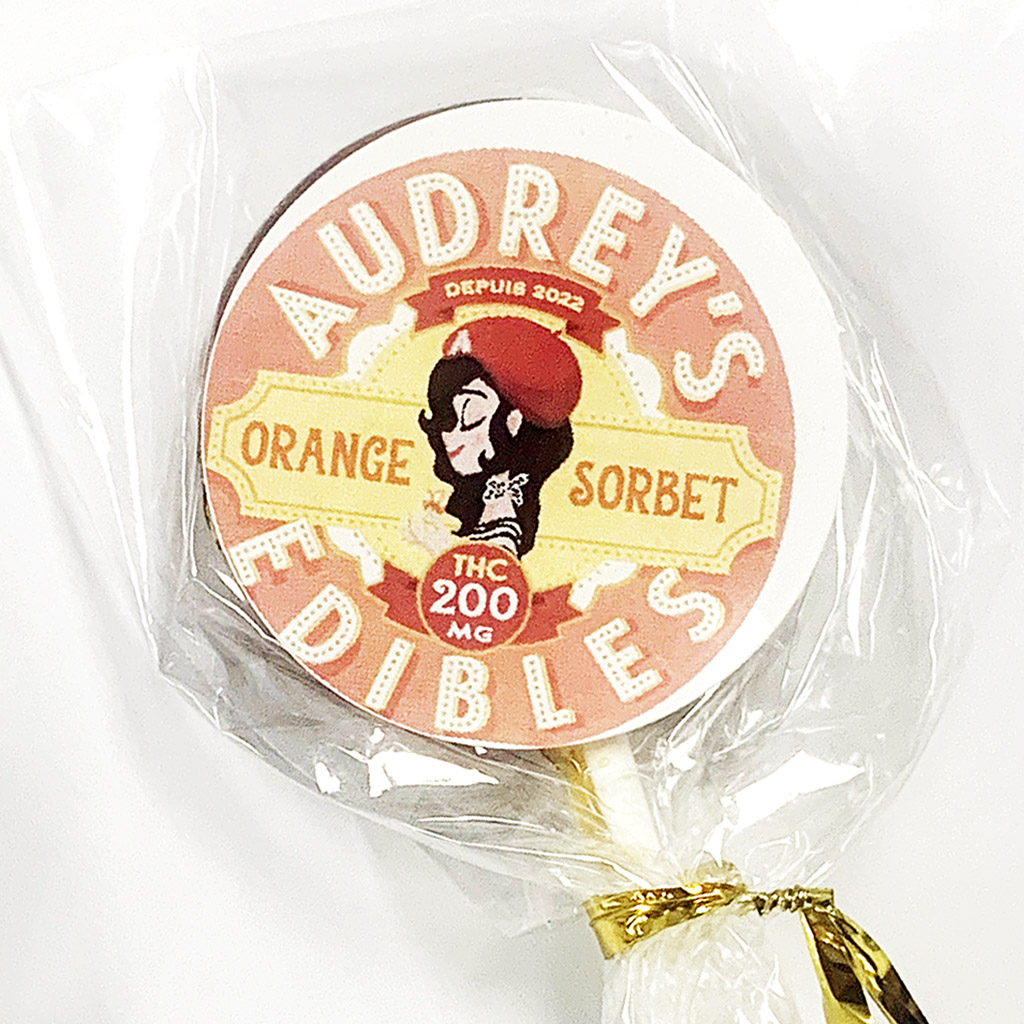 AUDREY'S
DEPUIS 2022
A
ORANGE SORBET
THC
200
MG
EDIBLES